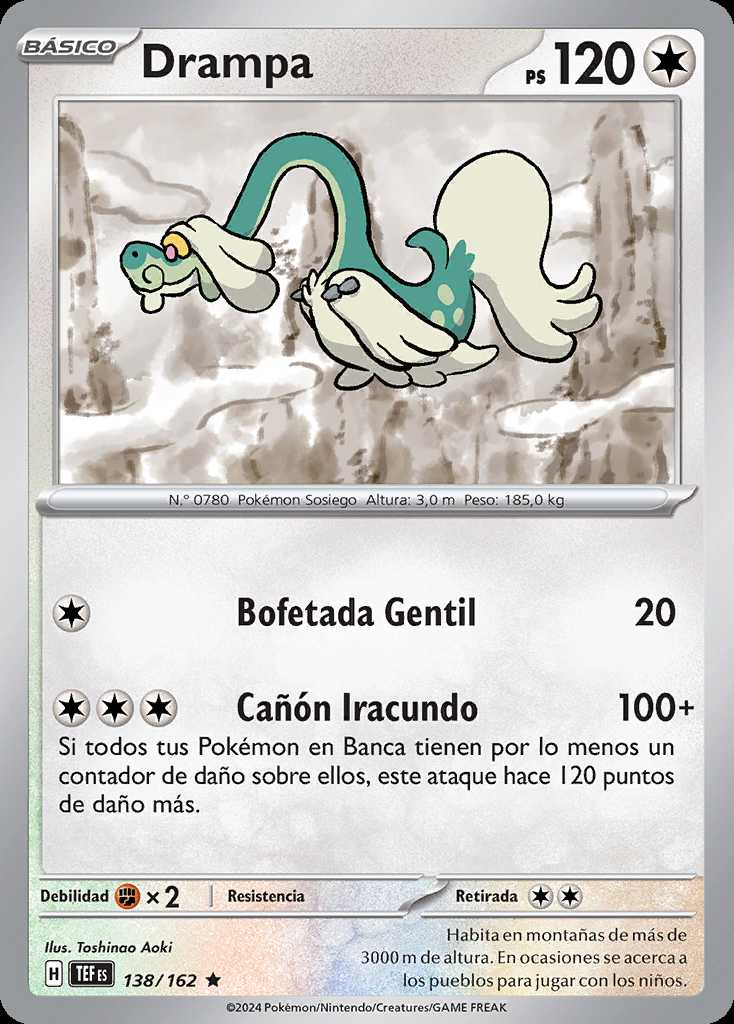 BÁSICO
Drampa
PS 120
N.º 0780 Pokémon Sosiego Altura: 3,0 m Peso: 185,0 kg
Bofetada Gentil 20
Cañón Iracundo 100+
Si todos tus Pokémon en Banca tienen por lo menos un
contador de daño sobre ellos, este ataque hace 120 puntos
de daño más.
Debilidad ×2 Resistencia Retirada
Ilus. Toshinao Aoki
H TEF ES 138/162
Habita en montañas de más de
3000 m de altura. En ocasiones se acerca a
los pueblos para jugar con los niños.
©2024 Pokémon/Nintendo/Creatures/GAME FREAK